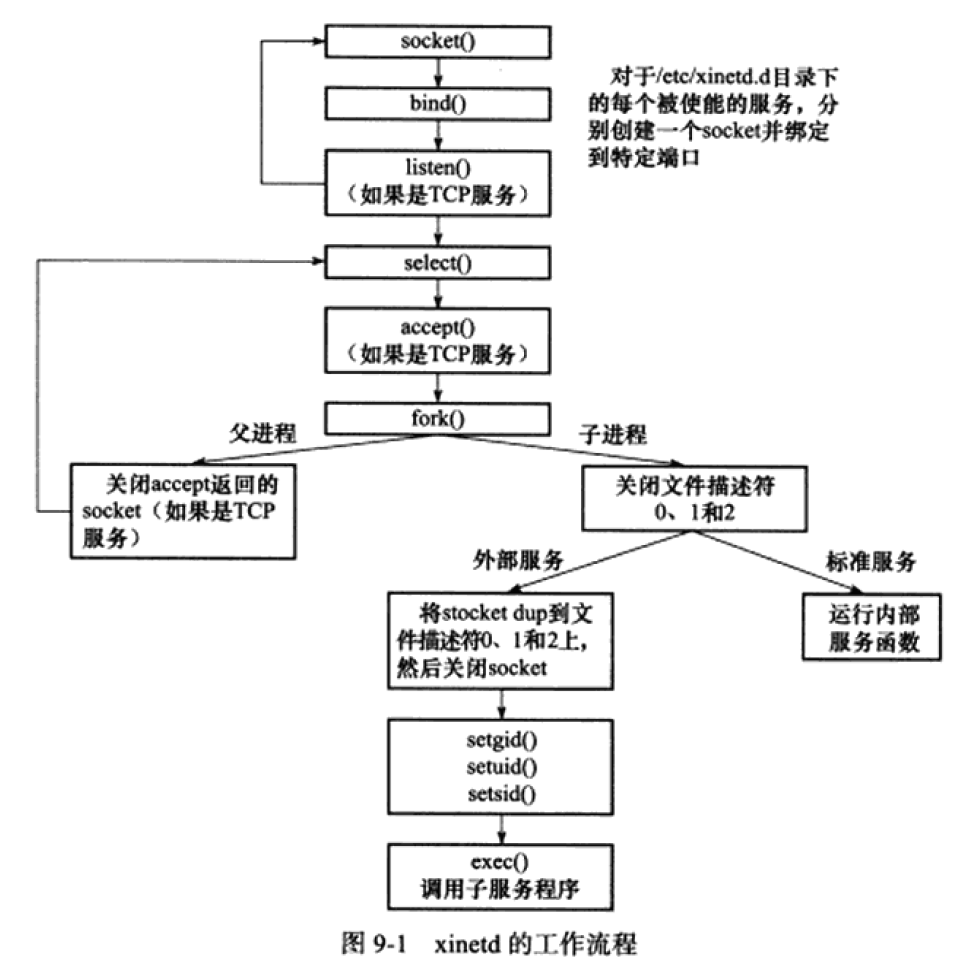 socket()
对于/etc/xinetd.d目录下
的每个被使能的服务，分
别创建一个socket并绑定
到特定端口
bind()
listen()
（如果是TCP服务）
select()
accept()
（如果是TCP服务）
fork()
父进程
子进程
关闭accept返回的
socket（如果是TCP
服务）
关闭文件描述符
0、1和2
外部服务
标准服务
将stocket dup到文
件描述符0、1和2上，
然后关闭socket
运行内部
服务函数
setgid()
setuid()
setsid()
exec()
调用子服务程序
图 9-1 xinetd 的工作流程